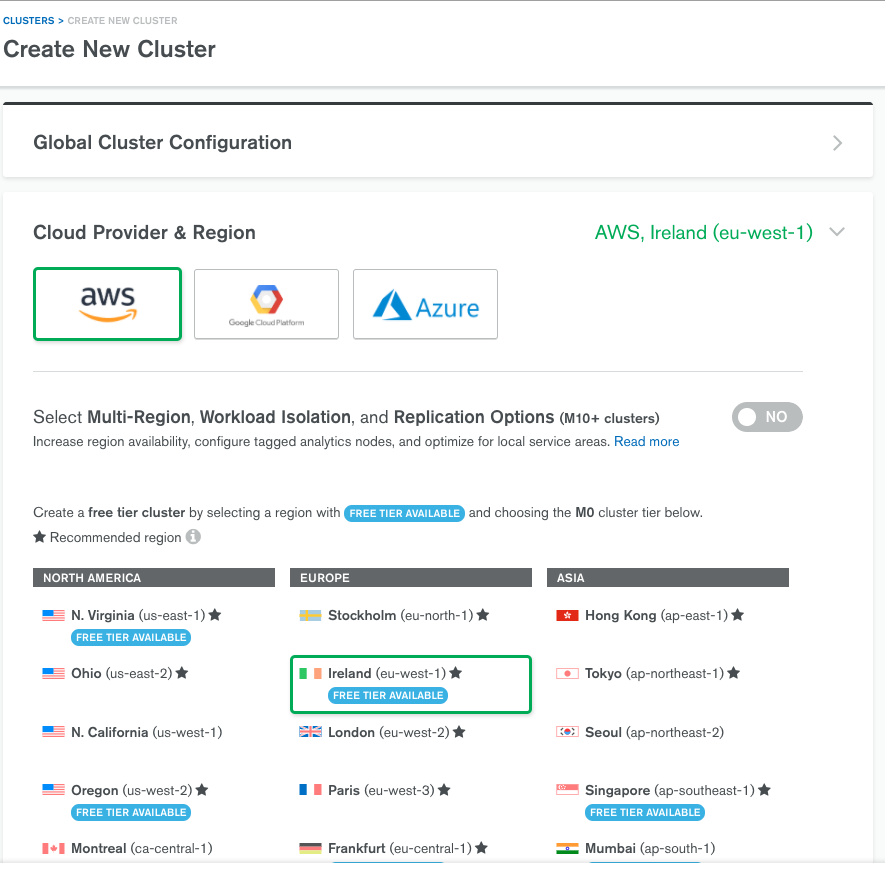 CLUSTERS > CREATE NEW CLUSTER
Create New Cluster
Global Cluster Configuration
Cloud Provider & Region
AWS, Ireland (eu-west-1)
aws
Google Cloud Platform
Azure
Select Multi-Region, Workload Isolation, and Replication Options (M10+ clusters)
NO
Increase region availability, configure tagged analytics nodes, and optimize for local service areas. Read more
Create a free tier cluster by selecting a region with FREE TIER AVAILABLE and choosing the M0 cluster tier below.
★ Recommended region
NORTH AMERICA
N. Virginia (us-east-1) ★
FREE TIER AVAILABLE
Ohio (us-east-2) ★
N. California (us-west-1)
Oregon (us-west-2) ★
FREE TIER AVAILABLE
Montreal (ca-central-1)
EUROPE
Stockholm (eu-north-1) ★
Ireland (eu-west-1) ★
FREE TIER AVAILABLE
London (eu-west-2) ★
Paris (eu-west-3) ★
Frankfurt (eu-central-1) ★
ASIA
Hong Kong (ap-east-1) ★
Tokyo (ap-northeast-1) ★
Seoul (ap-northeast-2)
Singapore (ap-southeast-1) ★
FREE TIER AVAILABLE
Mumbai (ap-south-1)